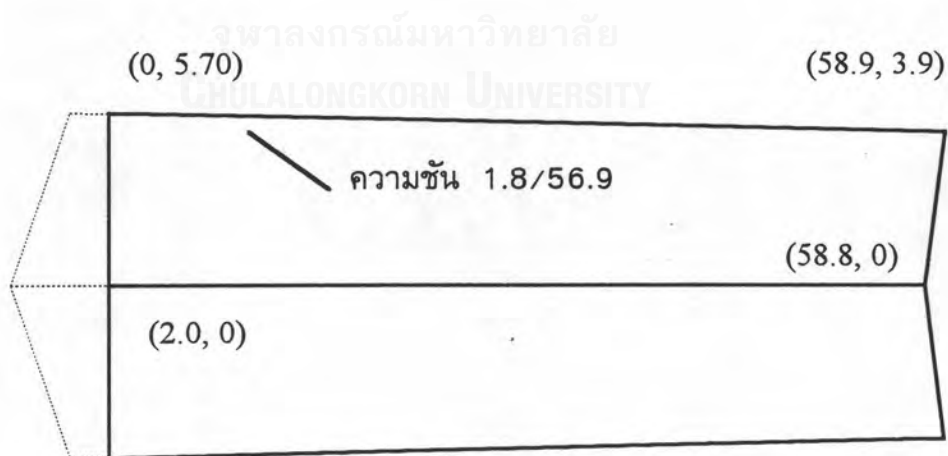 จุฬาลงกรณ์มหาวิทยาลัย
CHULALONGKORN UNIVERSITY
(0, 5.70) (58.9, 3.9)
ความชัน 1.8/56.9
(58.8, 0)
(2.0, 0)